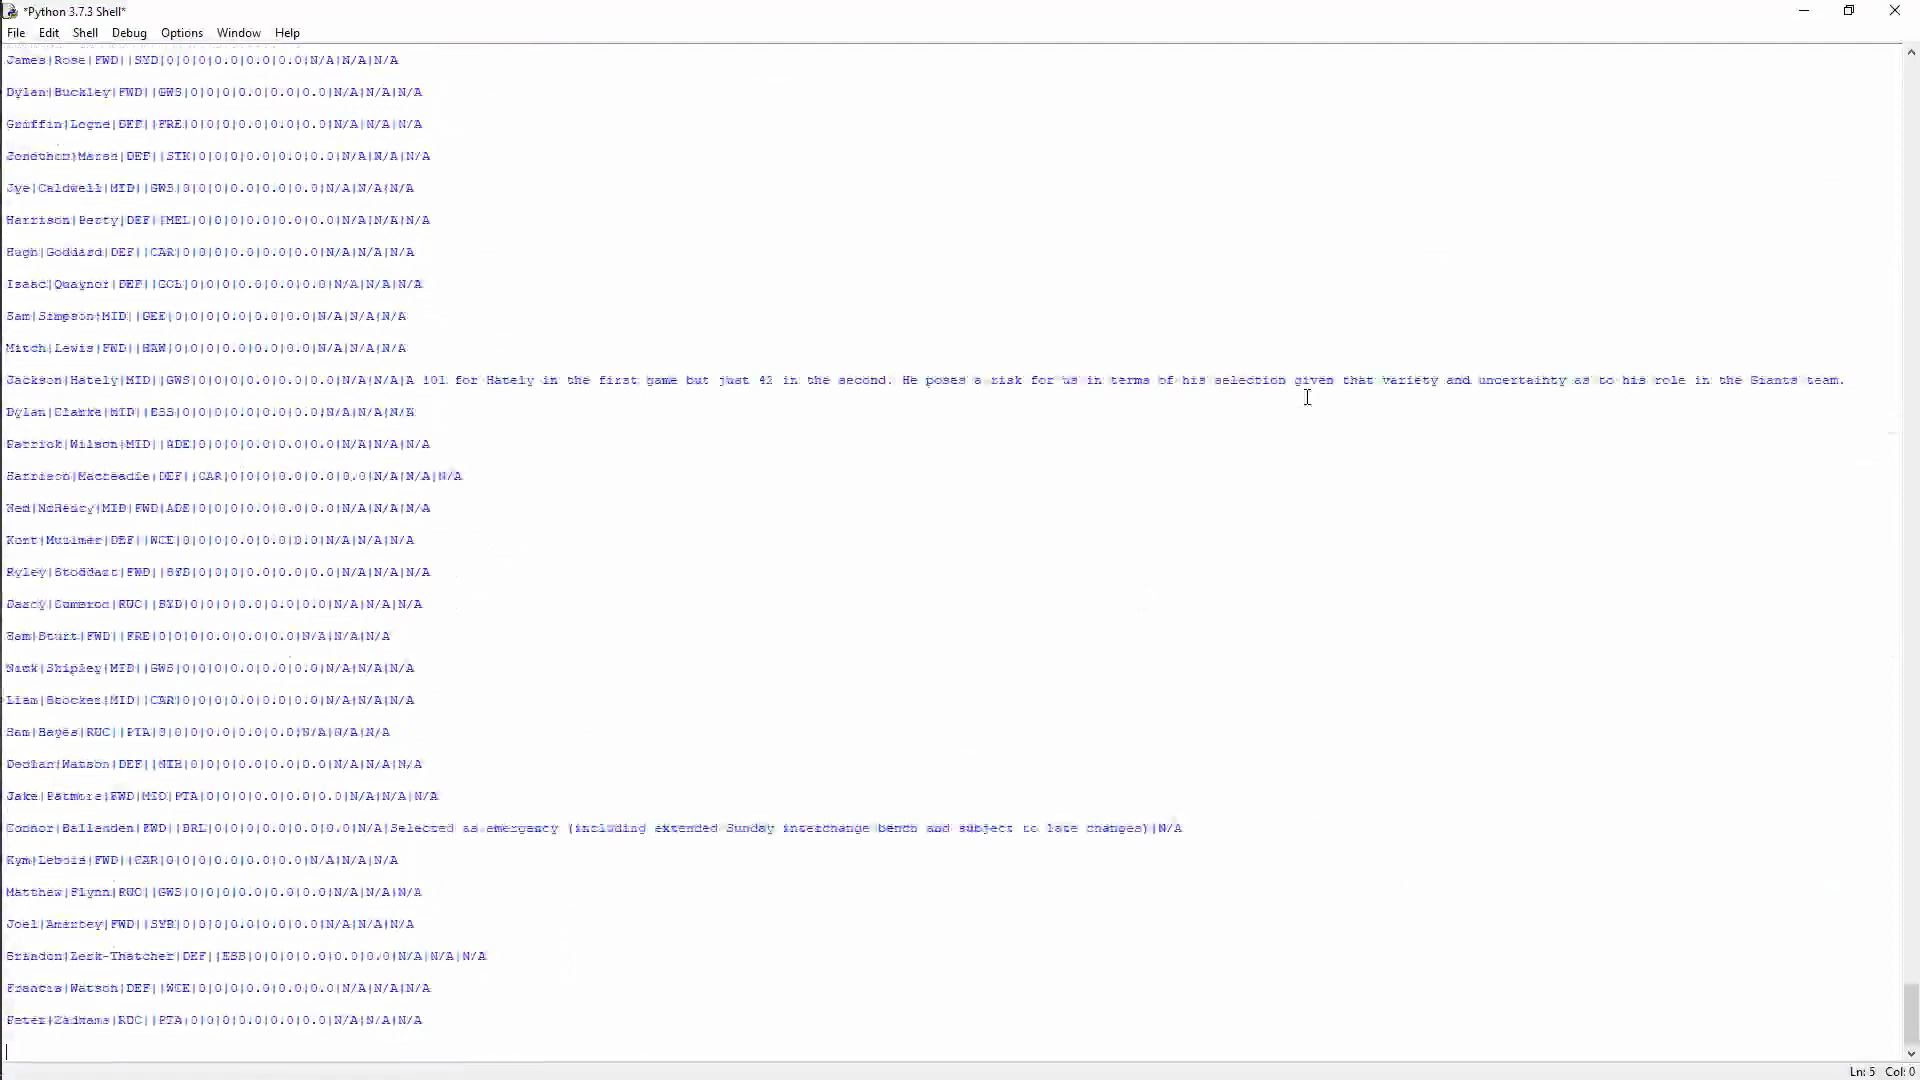 *Python 3.7.3 Shell*
File Edit Shell Debug Options Window Help
James|Rose|FWD||SYD|0|0|0|0.0|0.0|0.0|N/A|N/A|N/A
Dylan|Buckley|FWD||GWS|0|0|0|0.0|0.0|0.0|N/A|N/A|N/A
Griffin|Logue|DEF||FRE|0|0|0|0.0|0.0|0.0|N/A|N/A|N/A
Jonathon|Marsh|DEF||STK|0|0|0|0.0|0.0|0.0|N/A|N/A|N/A
Jye|Caldwell|MID||GWS|0|0|0|0.0|0.0|0.0|N/A|N/A|N/A
Harrison|Petty|DEF||MEL|0|0|0|0.0|0.0|0.0|N/A|N/A|N/A
Hugh|Goddard|DEF||CAR|0|0|0|0.0|0.0|0.0|N/A|N/A|N/A
Isaac|Quaynor|DEF||COL|0|0|0|0.0|0.0|0.0|N/A|N/A|N/A
Sam|Simpson|MID||GEE|0|0|0|0.0|0.0|0.0|N/A|N/A|N/A
Mitch|Lewis|FWD||HAW|0|0|0|0.0|0.0|0.0|N/A|N/A|N/A
Jackson|Hately|MID||GWS|0|0|0|0.0|0.0|0.0|N/A|N/A|A 101 for Hately in the first game but just 42 in the second. He poses a risk for us in terms of his selection given that variety and uncertainty as to his role in the Giants team.
Dylan|Clarke|MID||ESS|0|0|0|0.0|0.0|0.0|N/A|N/A|N/A
Patrick|Wilson|MID||ADE|0|0|0|0.0|0.0|0.0|N/A|N/A|N/A
Harrison|Macreadie|DEF||CAR|0|0|0|0.0|0.0|0.0|N/A|N/A|N/A
Ned|McHenry|MID|FWD|ADE|0|0|0|0.0|0.0|0.0|N/A|N/A|N/A
|DEF||WCE|0|0|0|0.0|0.0|0.0|N/A|N/A|N/A
Ryley|Stoddart|FWD||SYD|0|0|0|0.0|0.0|0.0|N/A|N/A|N/A
Darcy|Cameron|RUC||SYD|0|0|0|0.0|0.0|0.0|N/A|N/A|N/A
Sam|Sturt|FWD||FRE|0|0|0|0.0|0.0|0.0|N/A|N/A|N/A
Nick|Shipley|MID||GWS|0|0|0|0.0|0.0|0.0|N/A|N/A|N/A
Liam|Stocker|MID||CAR|0|0|0|0.0|0.0|0.0|N/A|N/A|N/A
Sam|Hayes|RUC||PTA|0|0|0|0.0|0.0|0.0|N/A|N/A|N/A
Declan|Watson|DEF||NTH|0|0|0|0.0|0.0|0.0|N/A|N/A|N/A
Jake|Patmore|FWD|MID|PTA|0|0|0|0.0|0.0|0.0|N/A|N/A|N/A
Connor|Ballenden|FWD||BRL|0|0|0|0.0|0.0|0.0|N/A|Selected as emergency (including extended Sunday interchange bench and subject to late changes)|N/A
Kym|Lebois|FWD||CAR|0|0|0|0.0|0.0|0.0|N/A|N/A|N/A
Matthew|Flynn|RUC||GWS|0|0|0|0.0|0.0|0.0|N/A|N/A|N/A
Joel|Amartey|FWD||SYD|0|0|0|0.0|0.0|0.0|N/A|N/A|N/A
|DEF||ESS|0|0|0|0.0|0.0|0.0|N/A|N/A|N/A
Francis|Watson|DEF||WCE|0|0|0|0.0|0.0|0.0|N/A|N/A|N/A
Peter|Ladhams|RUC||PTA|0|0|0|0.0|0.0|0.0|N/A|N/A|N/A
Ln: 5 Col: 0